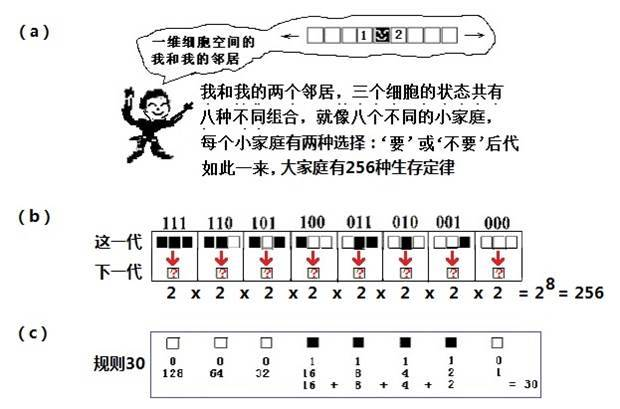 (a)
一维细胞空间的
我和我的邻居
1 2
我和我的两个邻居，三个细胞的状态共有
八种不同组合，就像八个不同的小家庭，
每个小家庭有两种选择：‘要’或‘不要’后代
如此一来，大家庭有256种生存定律
(b)
111 110 101 100 011 010 001 000
这一代
下一代 ? ? ? ? ? ? ? ?
2 x 2 x 2 x 2 x 2 x 2 x 2 x 2 = 2⁸ = 256
(c)
规则30 0 0 0 1 1 1 1 0
128 64 32 16 8 4 2 1
16 + 8 + 4 + 2 = 30